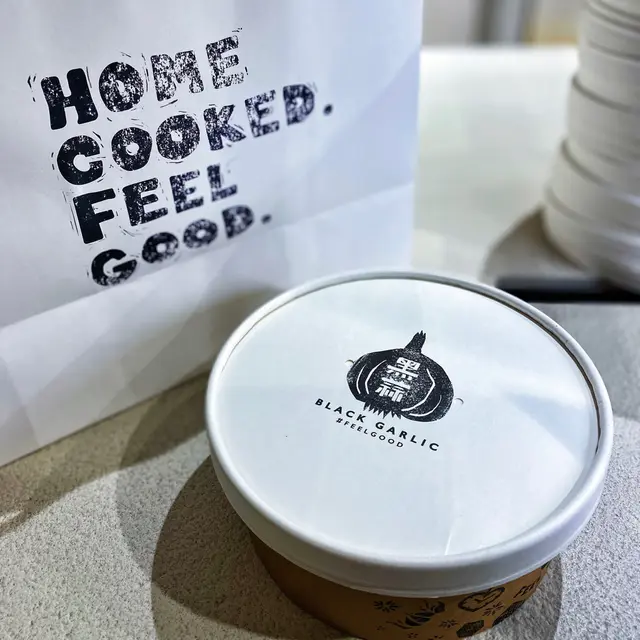 HOME
COOKED.
FEEL
GOOD.
黑
蒜
BLACK GARLIC
#FEELGOOD